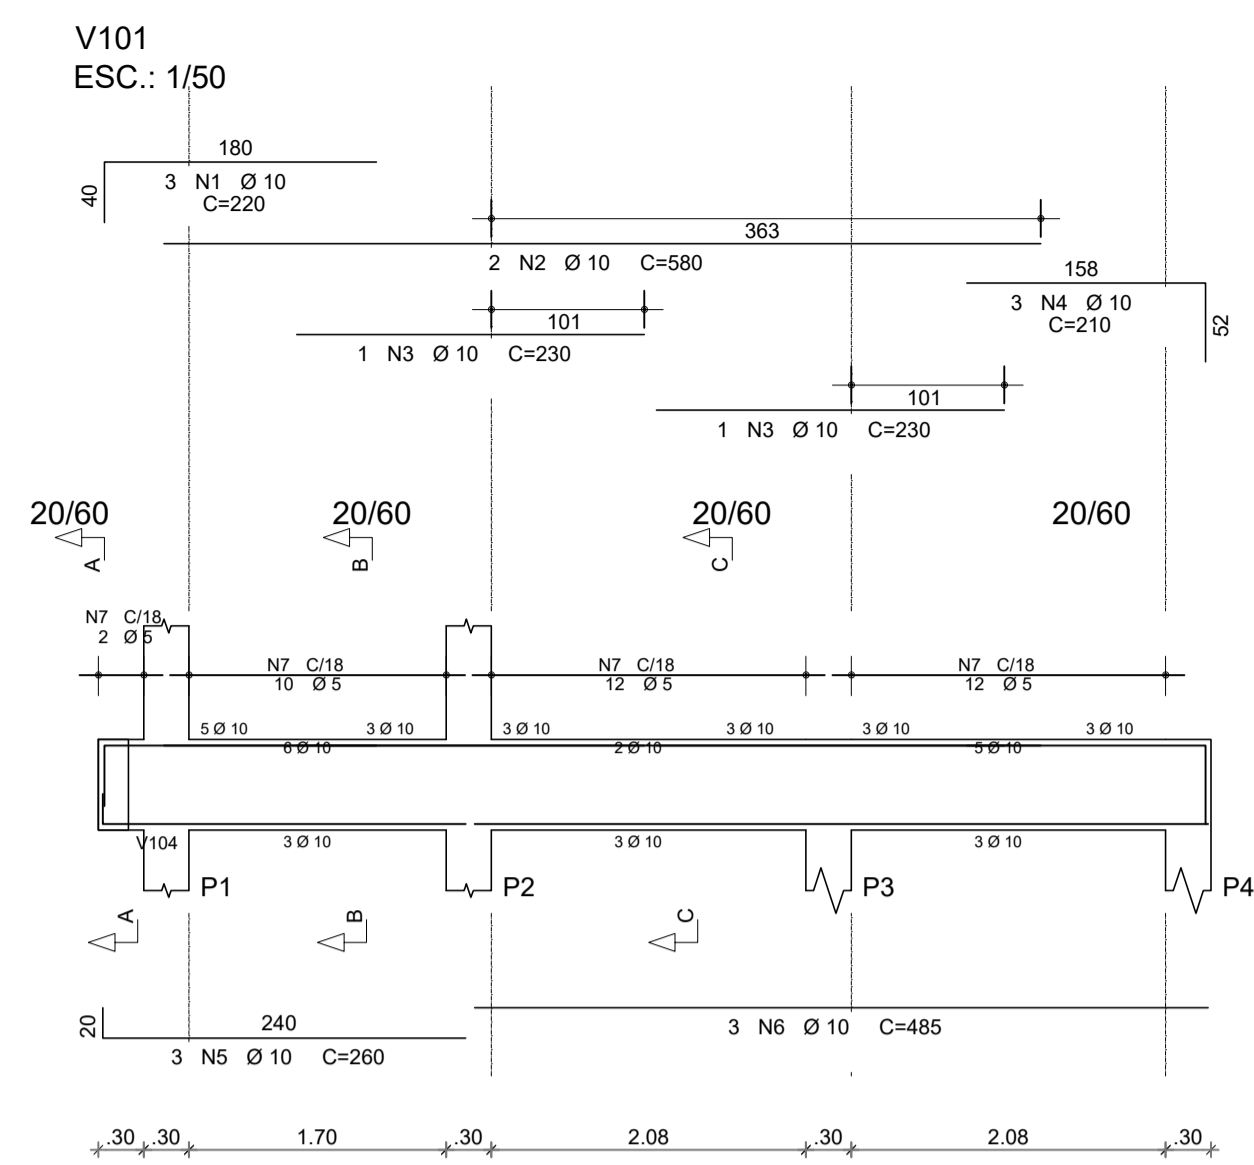 V101
ESC.: 1/50
180
40
3 N1 Ø 10
C=220
363
2 N2 Ø 10 C=580
158
3 N4 Ø 10
C=210
52
101
1 N3 Ø 10 C=230
101
1 N3 Ø 10 C=230
20/60 20/60 20/60 20/60
A B C
N7 C/18
2 Ø 5
N7 C/18 N7 C/18 N7 C/18
10 Ø 5 12 Ø 5 12 Ø 5
5 Ø 10 3 Ø 10 3 Ø 10 3 Ø 10 3 Ø 10 3 Ø 10
6 Ø 10 2 Ø 10 5 Ø 10
V104 3 Ø 10 3 Ø 10 3 Ø 10
P1 P2 P3 P4
A B C
20
240
3 N5 Ø 10 C=260
3 N6 Ø 10 C=485
.30 .30 1.70 .30 2.08 .30 2.08 .30